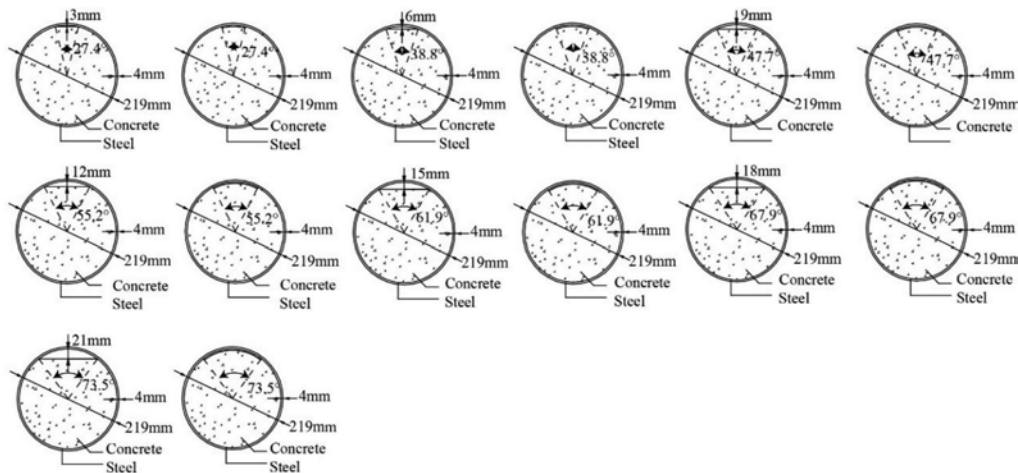 3mm
27.4°
4mm
219mm
Concrete
Steel
27.4°
4mm
219mm
Concrete
Steel
6mm
38.8°
4mm
219mm
Concrete
Steel
38.8°
4mm
219mm
Concrete
Steel
9mm
47.7°
4mm
219mm
Concrete
47.7°
4mm
219mm
Concrete
12mm
55.2°
4mm
219mm
Concrete
Steel
55.2°
4mm
219mm
Concrete
Steel
15mm
61.9°
4mm
219mm
Concrete
Steel
61.9°
4mm
219mm
Concrete
Steel
18mm
67.9°
4mm
219mm
Concrete
Steel
67.9°
4mm
219mm
Concrete
Steel
21mm
73.5°
4mm
219mm
Concrete
Steel
73.5°
4mm
219mm
Concrete
Steel